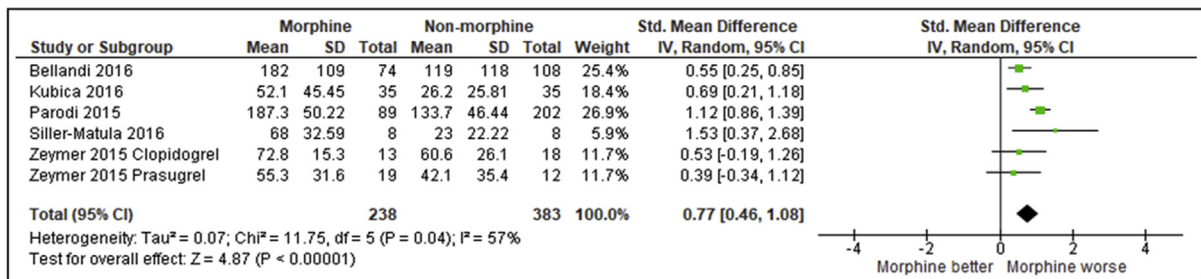 Morphine Non-morphine Std. Mean Difference Std. Mean Difference
Study or Subgroup Mean SD Total Mean SD Total Weight IV, Random, 95% CI IV, Random, 95% CI
Bellandi 2016 182 109 74 119 118 108 25.4% 0.55 [0.25, 0.85]
Kubica 2016 52.1 45.45 35 26.2 25.81 35 18.4% 0.69 [0.21, 1.18]
Parodi 2015 187.3 50.22 89 133.7 46.44 202 26.9% 1.12 [0.86, 1.39]
Siller-Matula 2016 68 32.59 8 23 22.22 8 5.9% 1.53 [0.37, 2.68]
Zeymer 2015 Clopidogrel 72.8 15.3 13 60.6 26.1 18 11.7% 0.53 [-0.19, 1.26]
Zeymer 2015 Prasugrel 55.3 31.6 19 42.1 35.4 12 11.7% 0.39 [-0.34, 1.12]
Total (95% CI) 238 383 100.0% 0.77 [0.46, 1.08]
Heterogeneity: Tau² = 0.07; Chi² = 11.75, df = 5 (P = 0.04); I² = 57%
Test for overall effect: Z = 4.87 (P < 0.00001)
-4 -2 0 2 4
Morphine better Morphine worse